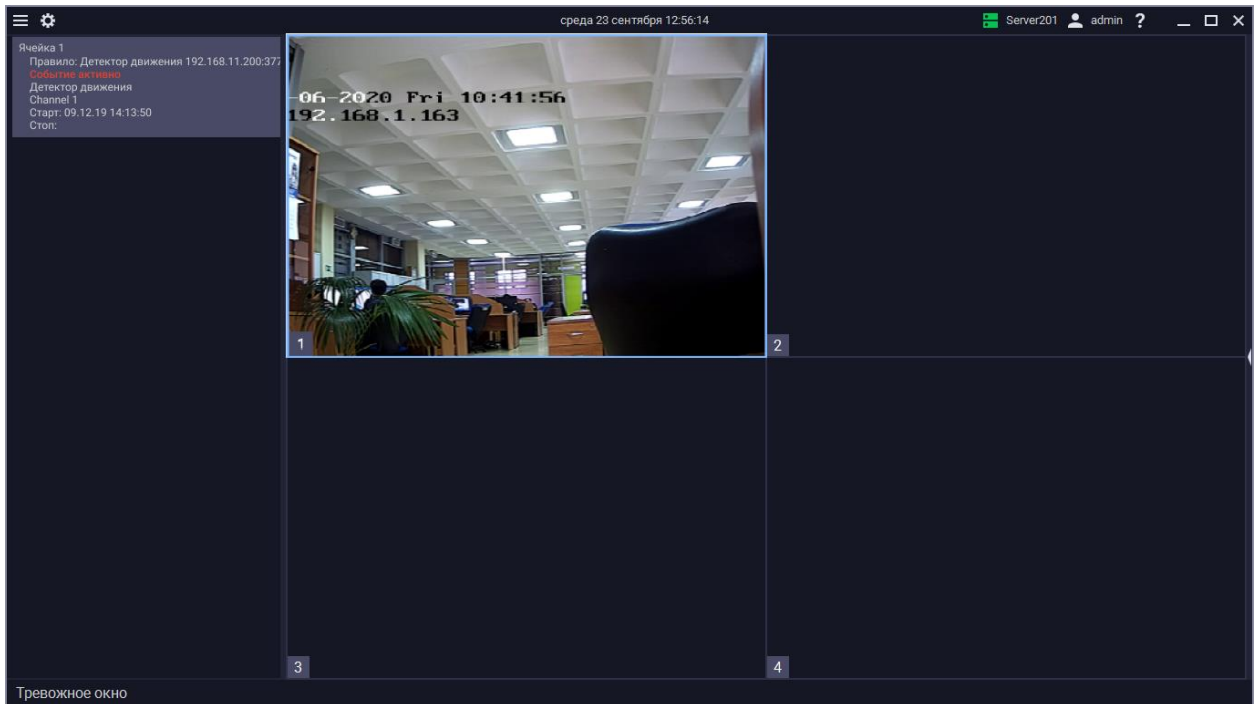 среда 23 сентября 12:56:14
Server201 admin ?
Ячейка 1
Правило: Детектор движения 192.168.11.200:377
Событие активно
Детектор движения
Channel 1
Старт: 09.12.19 14:13:50
Стоп:
-06-2020 Fri 10:41:56
192.168.1.163
1
2
3
4
Тревожное окно